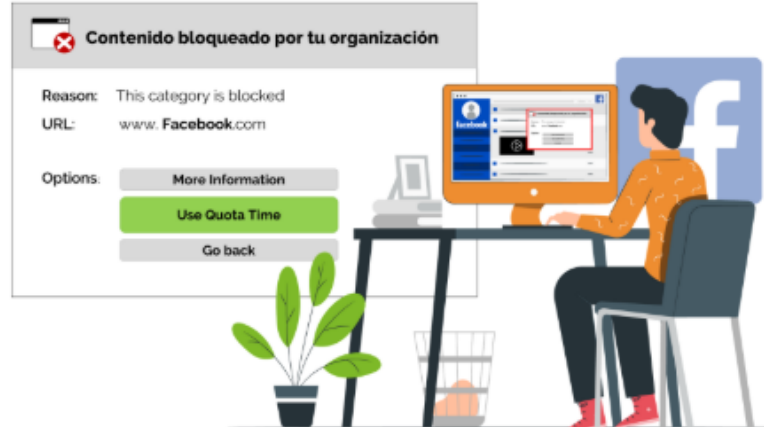 Contenido bloqueado por tu organización
Reason: This category is blocked
URL: www. Facebook.com
Options: More Information
Use Quota Time
Go back
facebook
f